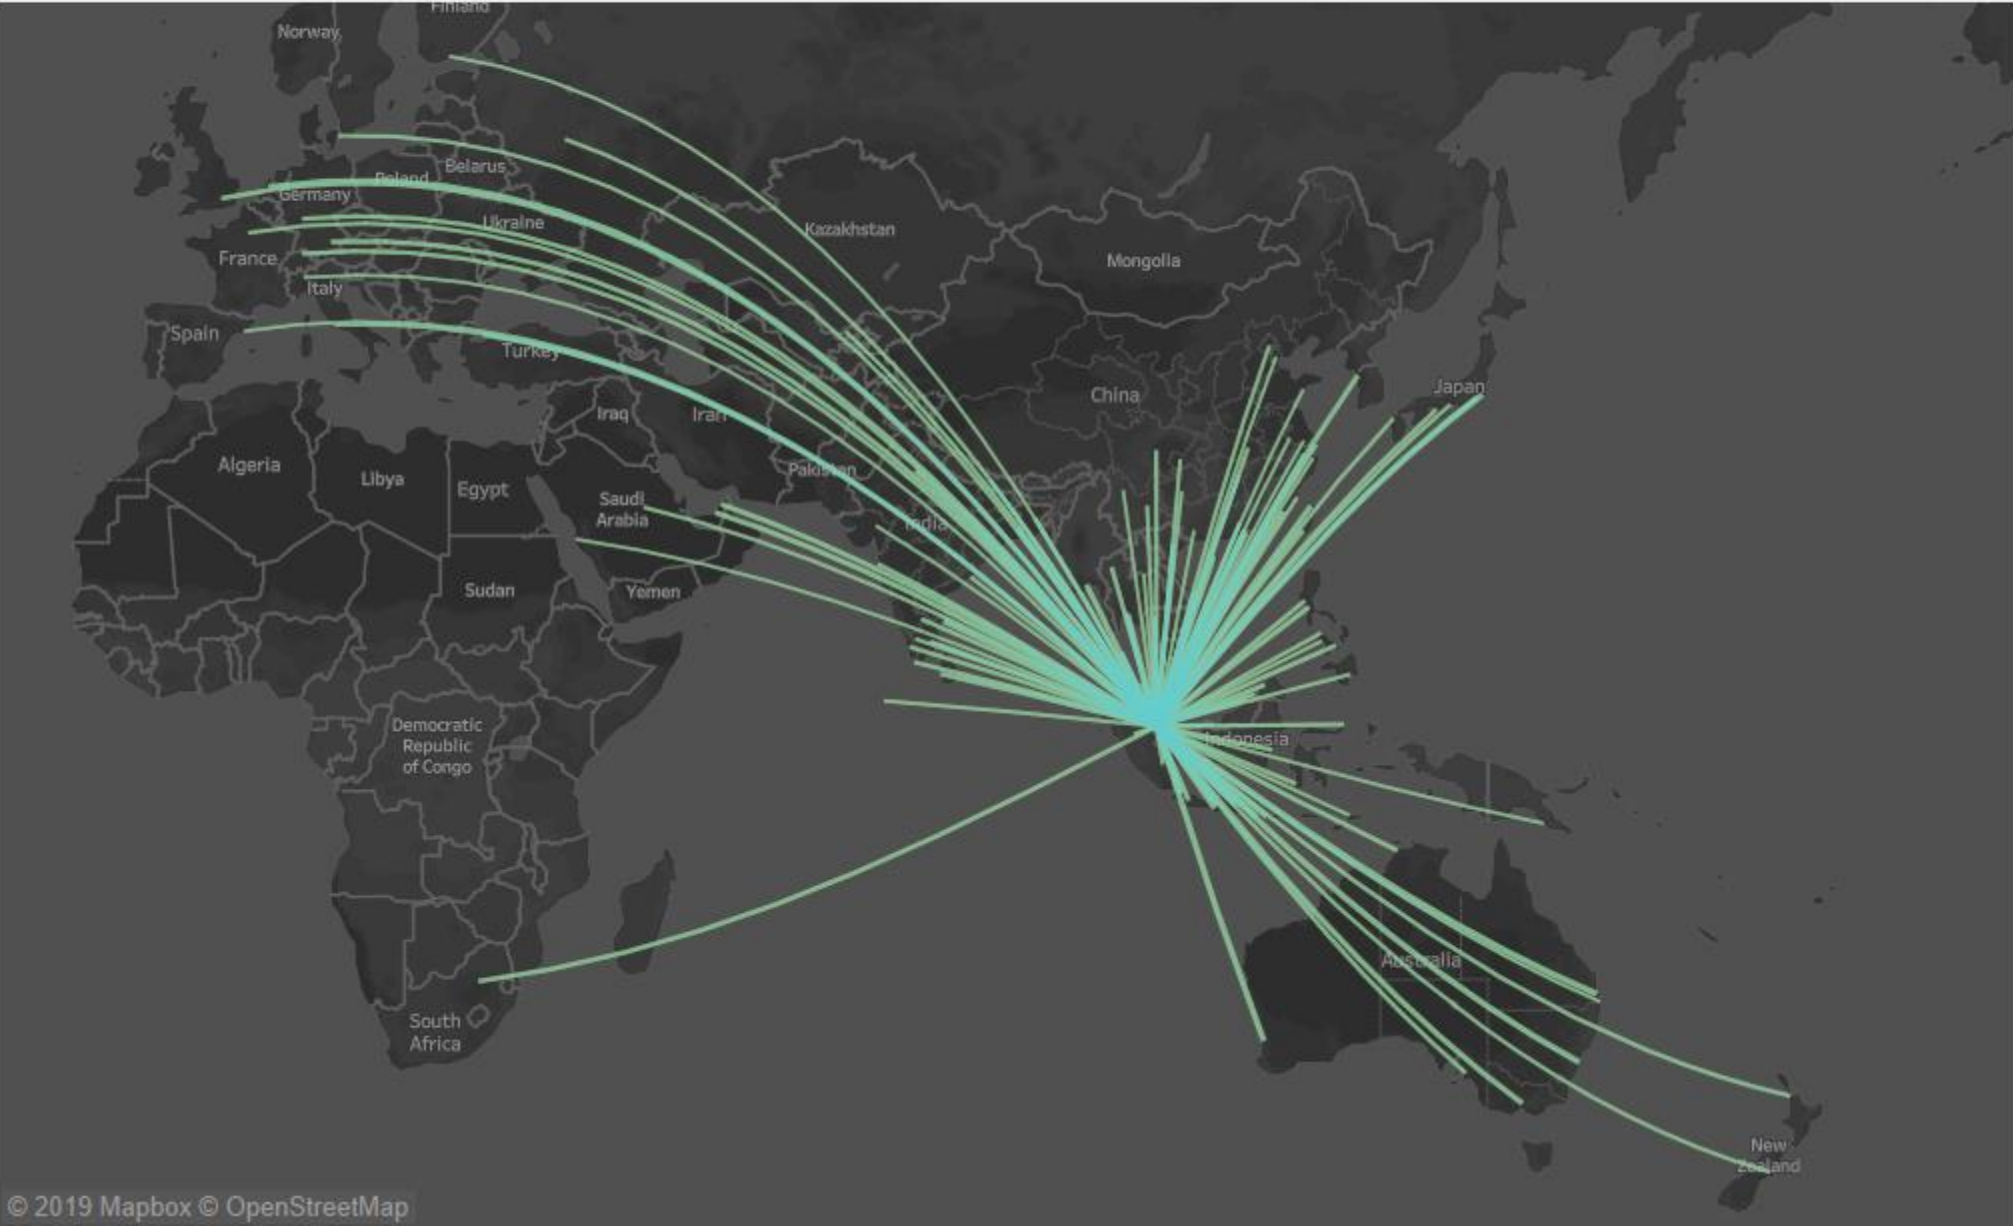 Finland
Norway
Belarus
Poland
Germany
Ukraine
Kazakhstan
France
Mongolia
Italy
Spain
Turkey
Japan
China
Iraq
Iran
Algeria
Pakistan
Libya
Egypt
Saudi
Arabia
India
Sudan
Yemen
Democratic
Republic
of Congo
Indonesia
Australia
South
Africa
New
Zealand
© 2019 Mapbox © OpenStreetMap